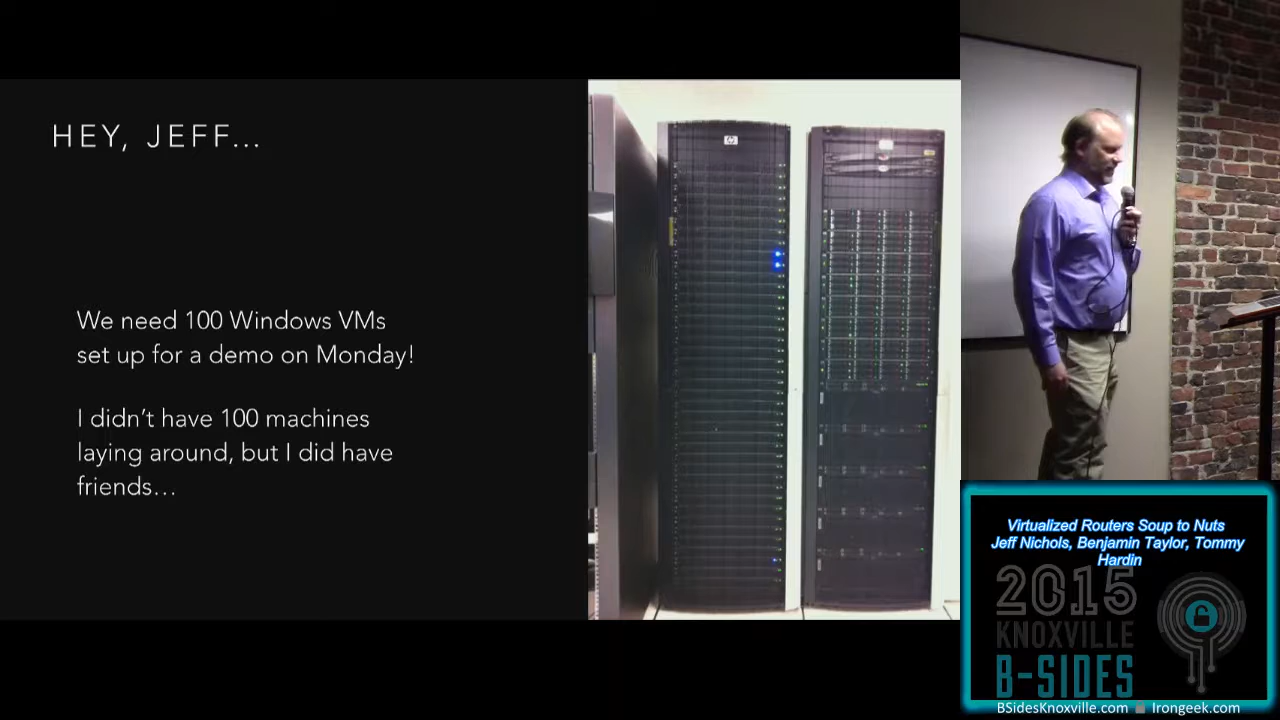 HEY, JEFF...
We need 100 Windows VMs
set up for a demo on Monday!
I didn't have 100 machines
laying around, but I did have
friends...
hp
Virtualized Routers Soup to Nuts
Jeff Nichols, Benjamin Taylor, Tommy
Hardin
2015
KNOXVILLE
B-SIDES
BSidesKnoxville.com
Irongeek.com